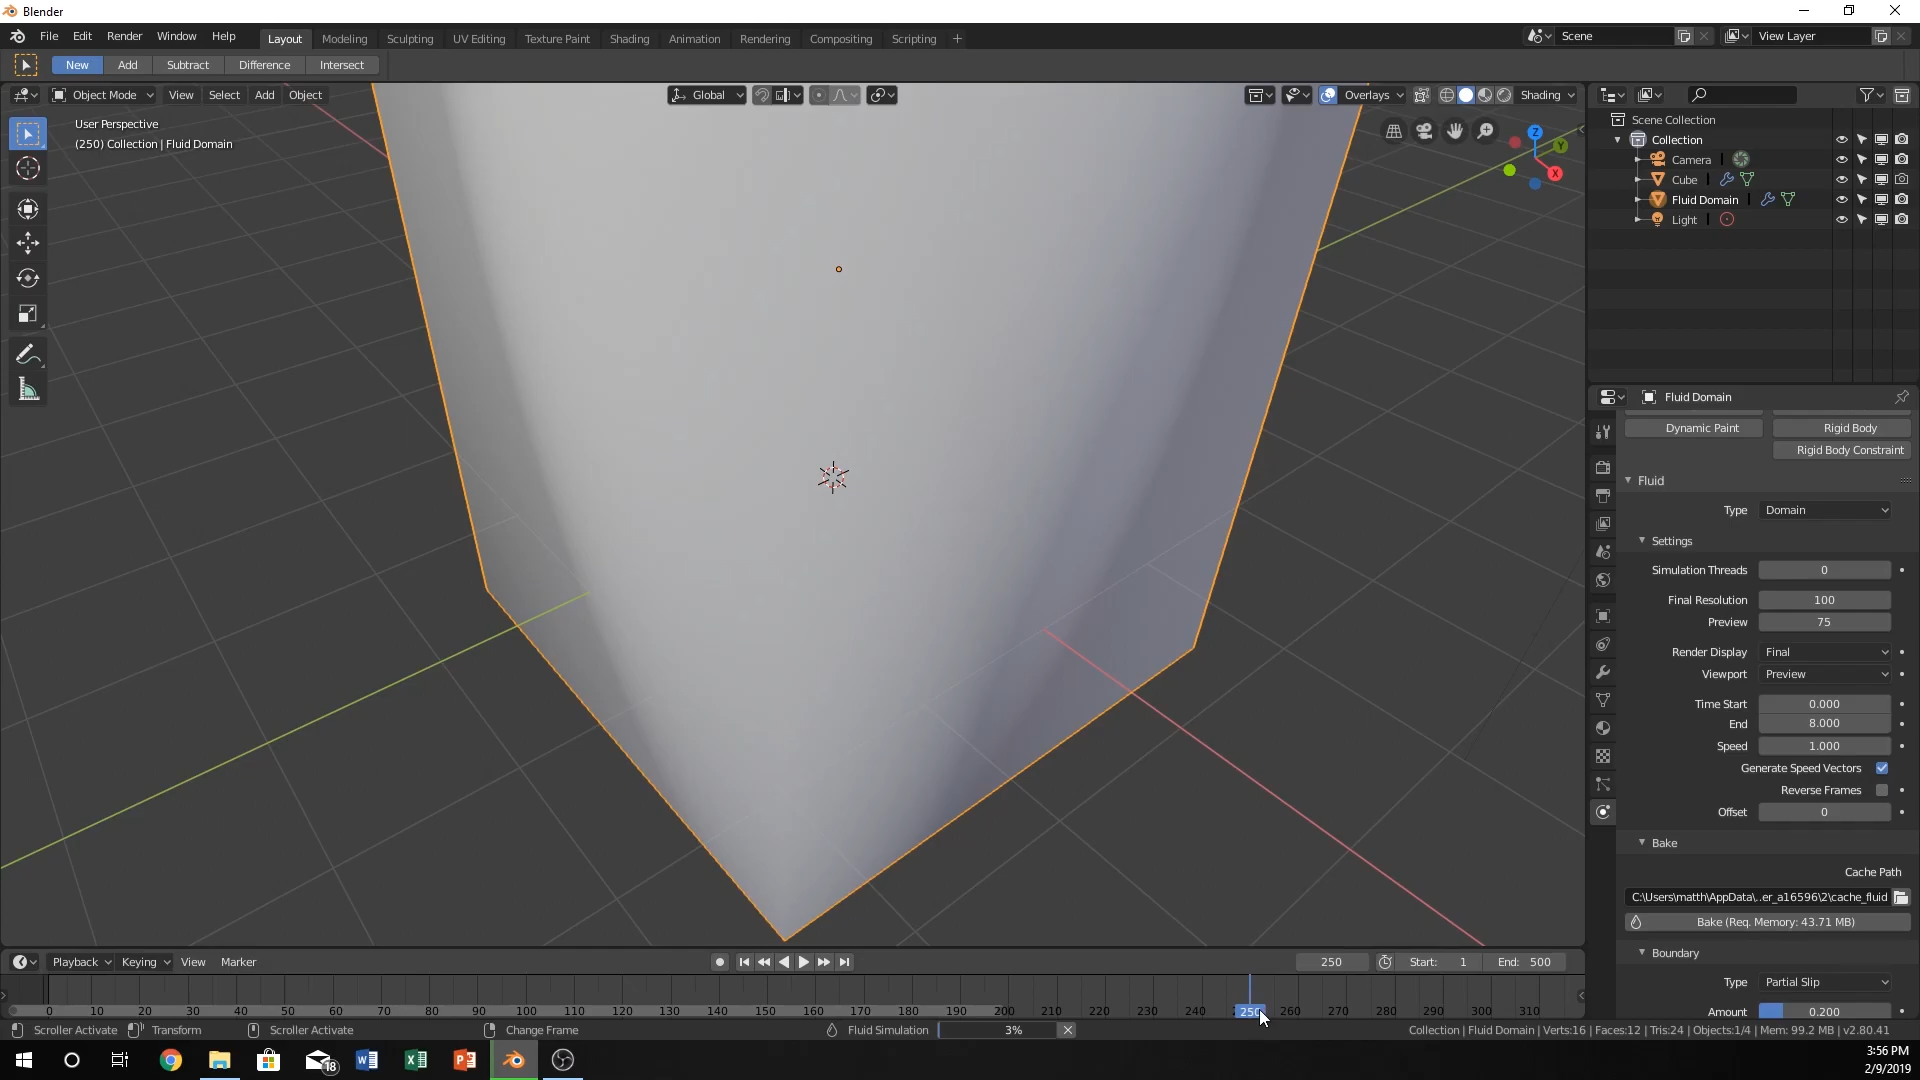 Blender
File Edit Render Window Help
Layout Modeling Sculpting UV Editing Texture Paint Shading Animation Rendering Compositing Scripting +
Scene
View Layer
New Add Subtract Difference Intersect
Object Mode View Select Add Object
Global
Overlays
Shading
User Perspective
(250) Collection | Fluid Domain
Z
Y
X
Scene Collection
Collection
Camera
Cube
Fluid Domain
Light
Fluid Domain
Dynamic Paint
Rigid Body
Rigid Body Constraint
Fluid
Type Domain
Settings
Simulation Threads 0
Final Resolution 100
Preview 75
Render Display Final
Viewport Preview
Time Start 0.000
End 8.000
Speed 1.000
Generate Speed Vectors
Reverse Frames
Offset 0
Bake
Cache Path
C:\Users\matth\AppData\..er_a16596\2\cache_fluid
Bake (Req. Memory: 43.71 MB)
Boundary
Type Partial Slip
Amount 0.200
Playback Keying View Marker
250
Start: 1
End: 500
0 10 20 30 40 50 60 70 80 90 100 110 120 130 140 150 160 170 180 190 200 210 220 230 240 250 260 270 280 290 300 310
Scroller Activate Transform Scroller Activate Change Frame
Fluid Simulation 3%
Collection | Fluid Domain | Verts:16 | Faces:12 | Tris:24 | Objects:1/4 | Mem: 99.2 MB | v2.80.41
18
3:56 PM
2/9/2019